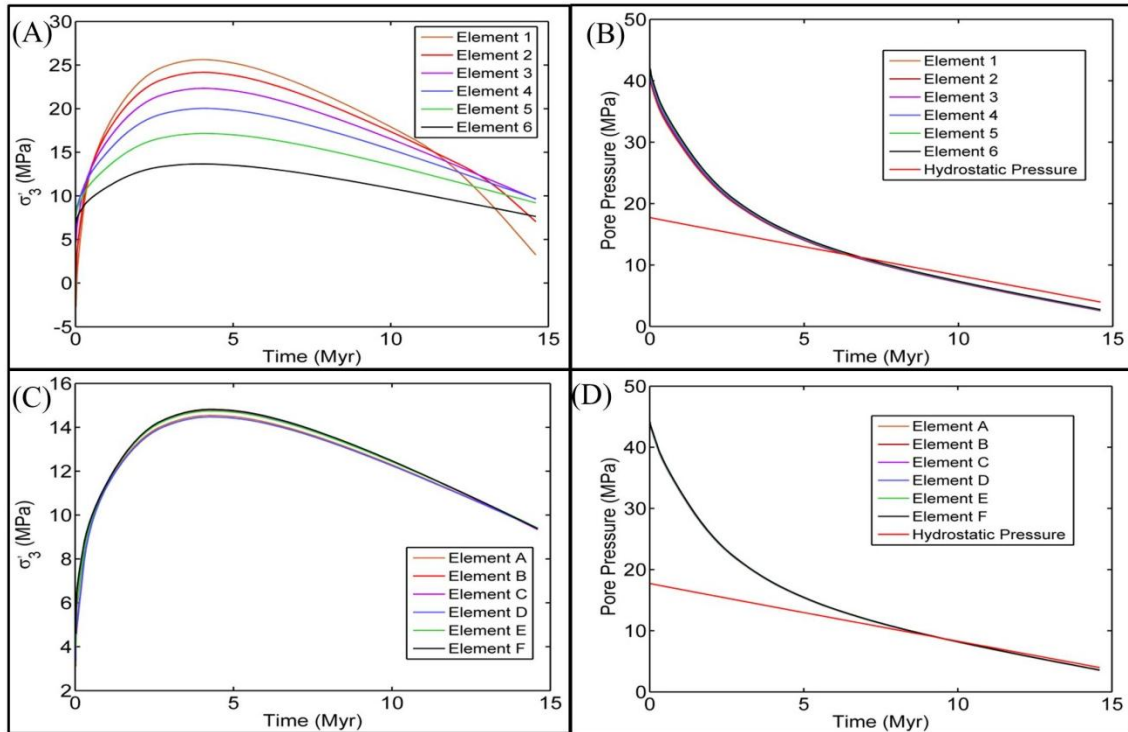 (A)
30
25
20
15
10
5
0
-5
σ'₃ (MPa)
Element 1
Element 2
Element 3
Element 4
Element 5
Element 6
0 5 10 15
Time (Myr)
(B)
50
40
30
20
10
0
Pore Pressure (MPa)
Element 1
Element 2
Element 3
Element 4
Element 5
Element 6
Hydrostatic Pressure
0 5 10 15
Time (Myr)
(C)
16
14
12
10
8
6
4
2
σ'₃ (MPa)
Element A
Element B
Element C
Element D
Element E
Element F
0 5 10 15
Time (Myr)
(D)
50
40
30
20
10
0
Pore Pressure (MPa)
Element A
Element B
Element C
Element D
Element E
Element F
Hydrostatic Pressure
0 5 10 15
Time (Myr)